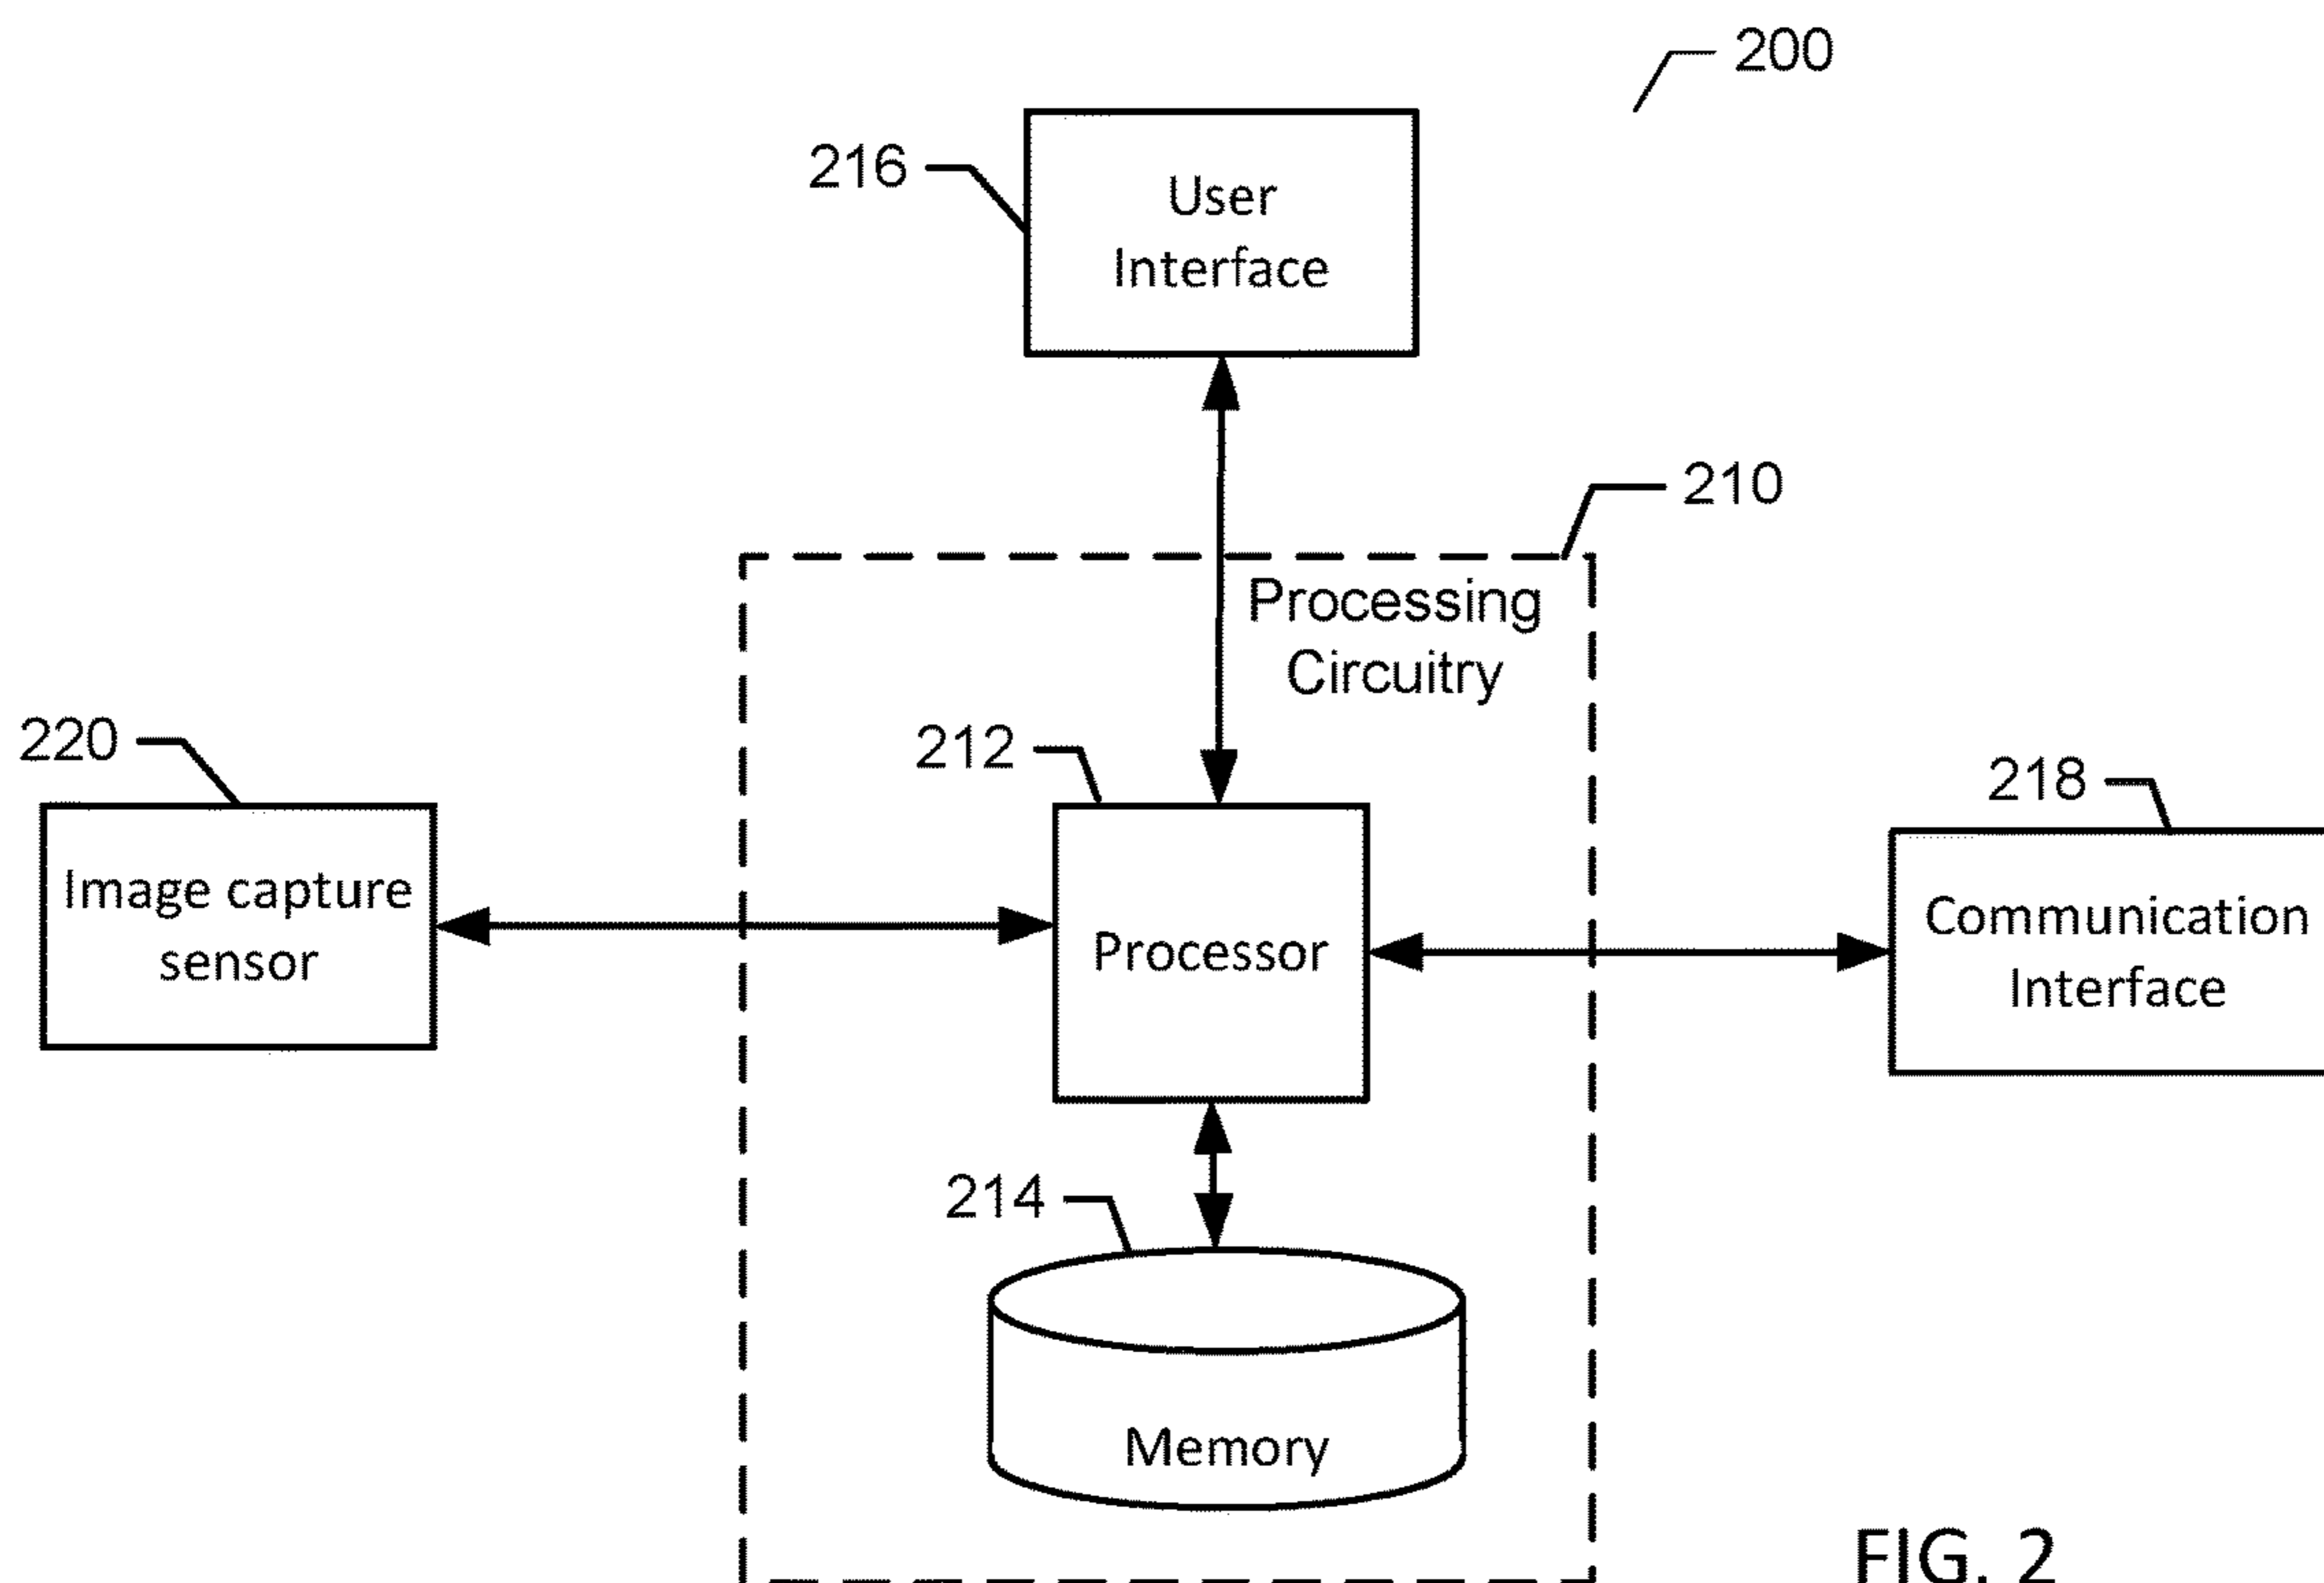 200
216
User
Interface
210
Processing
Circuitry
220
212
218
Image capture
sensor
Processor
Communication
Interface
214
Memory
FIG. 2